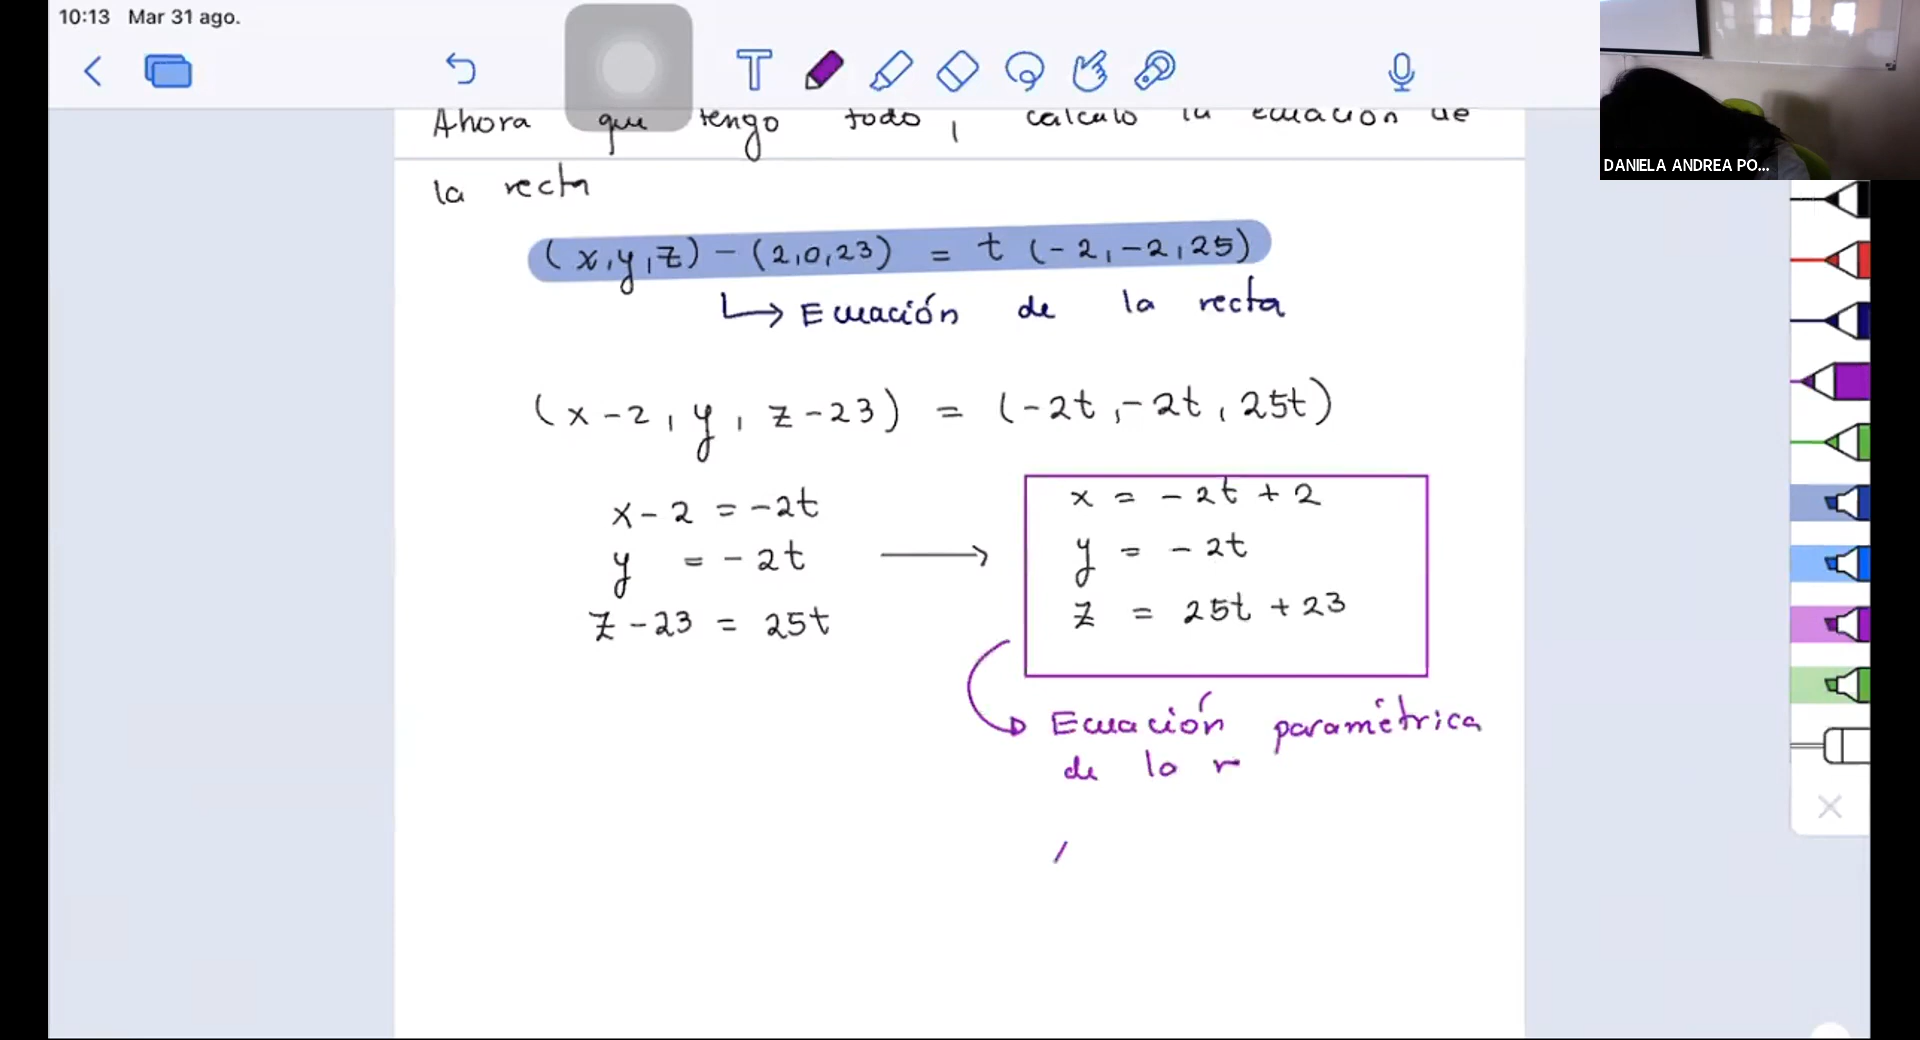 10:13 Mar 31 ago.
DANIELA ANDREA PO...
Ahora que tengo todo, calculo la ecuación de
la recta
(x,y,z) - (2,0,23) = t (-2,-2,25)
↳ Ecuación de la recta
(x-2, y, z-23) = (-2t, -2t, 25t)
x-2 = -2t
y = -2t
z-23 = 25t
x = -2t + 2
y = -2t
z = 25t + 23
Ecuación paramétrica
de la r